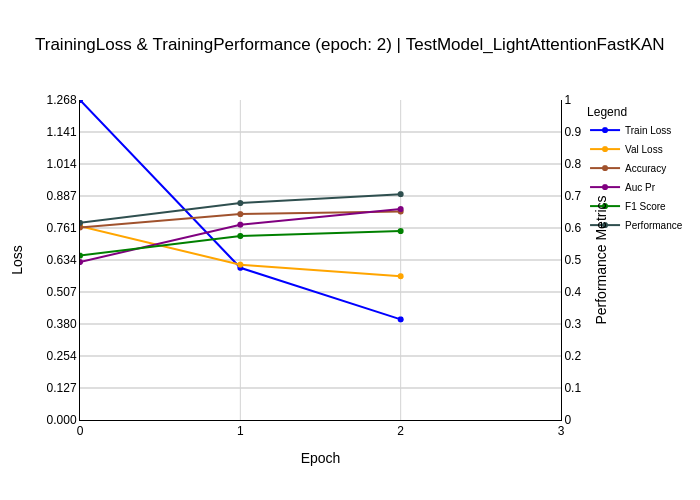 TrainingLoss & TrainingPerformance (epoch: 2) | TestModel_LightAttentionFastKAN
1.268
1.141
1.014
0.887
0.761
0.634
0.507
0.380
0.254
0.127
0.000
Loss
0
1
2
3
Epoch
1
0.9
0.8
0.7
0.6
0.5
0.4
0.3
0.2
0.1
0
Performance Metrics
Legend
Train Loss
Val Loss
Accuracy
Auc Pr
F1 Score
Performance